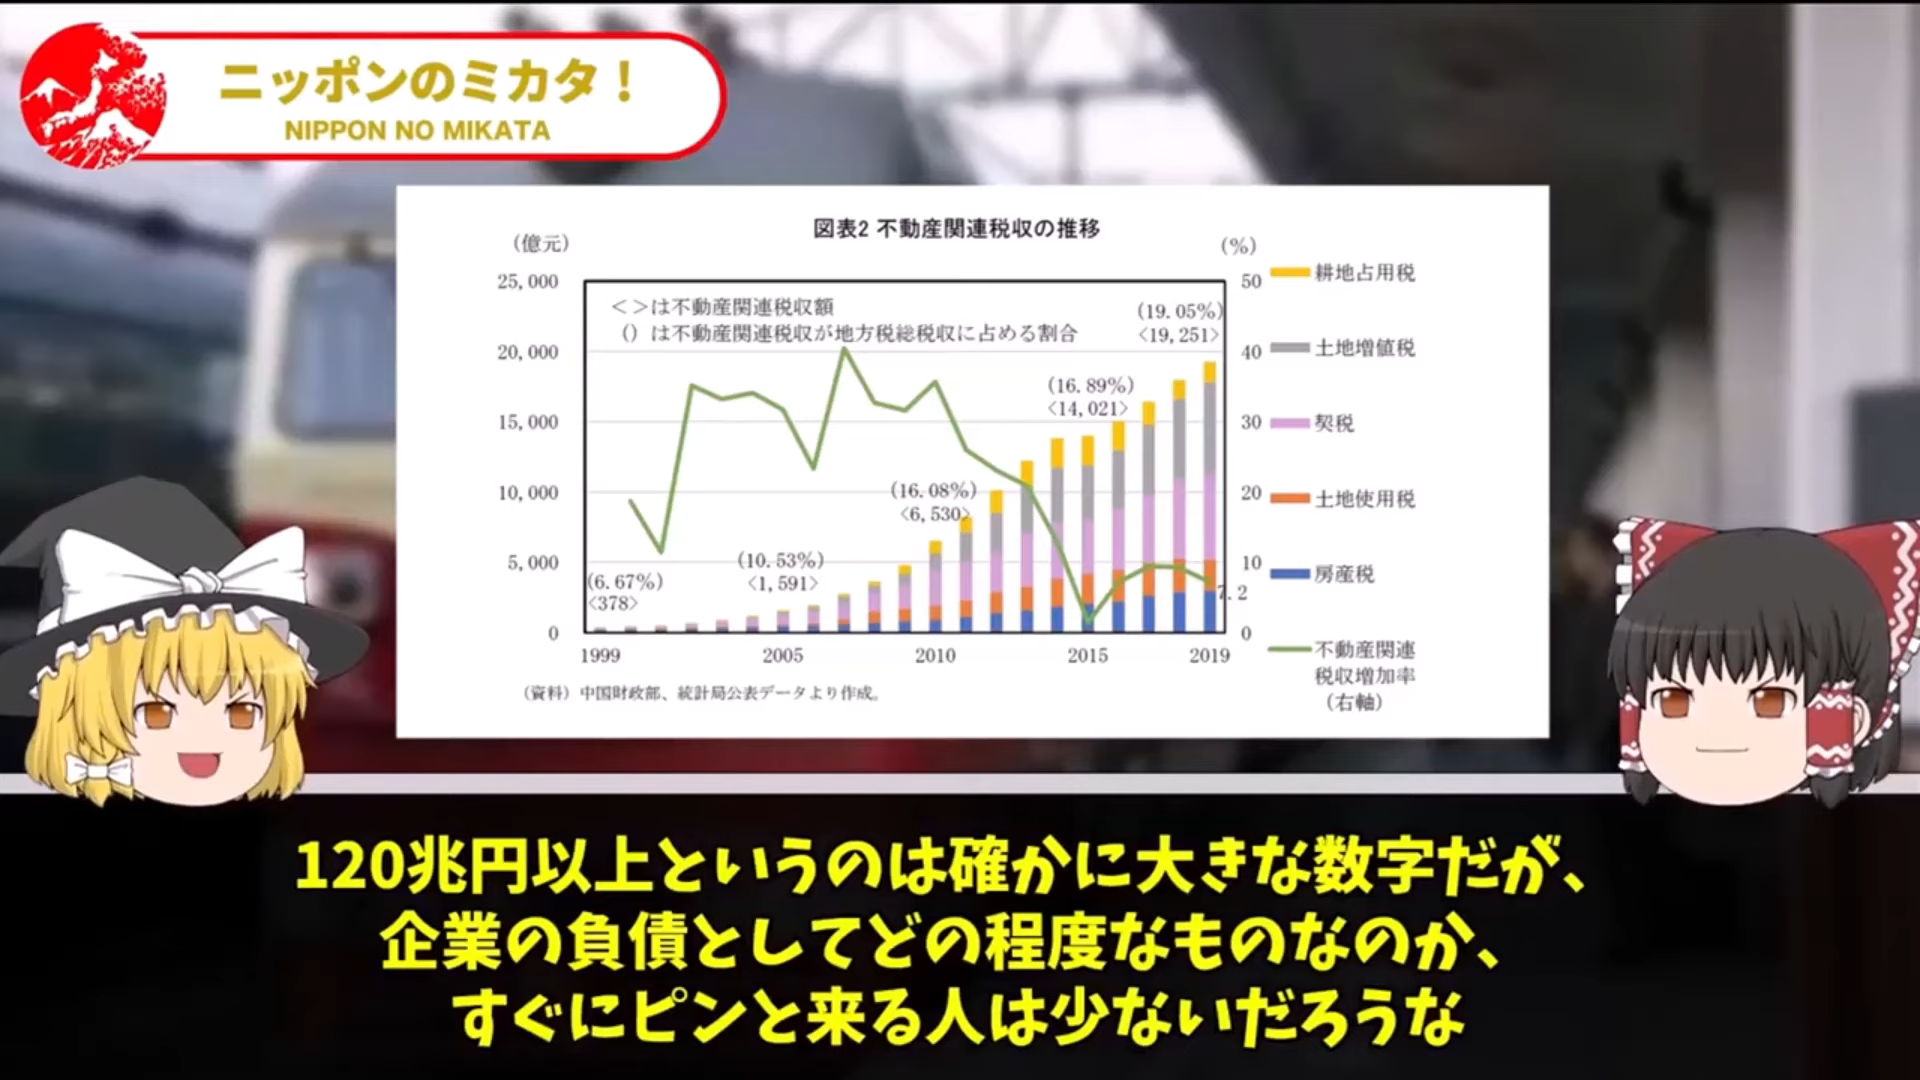 ニッポンのミカタ！
NIPPON NO MIKATA
図表2 不動産関連税収の推移
（億元）
（％）
25,000
20,000
15,000
10,000
5,000
0
＜＞は不動産関連税収額
（）は不動産関連税収が地方税総税収に占める割合
(6.67%)
<378>
(10.53%)
<1,591>
(16.08%)
<6,530>
(16.89%)
<14,021>
(19.05%)
<19,251>
7.2
50
40
30
20
10
0
1999
2005
2010
2015
2019
耕地占用税
土地増値税
契税
土地使用税
房産税
不動産関連
税収増加率
（右軸）
（資料）中国財政部、統計局公表データより作成。
120兆円以上というのは確かに大きな数字だが、
企業の負債としてどの程度なものなのか、
すぐにピンと来る人は少ないだろうな